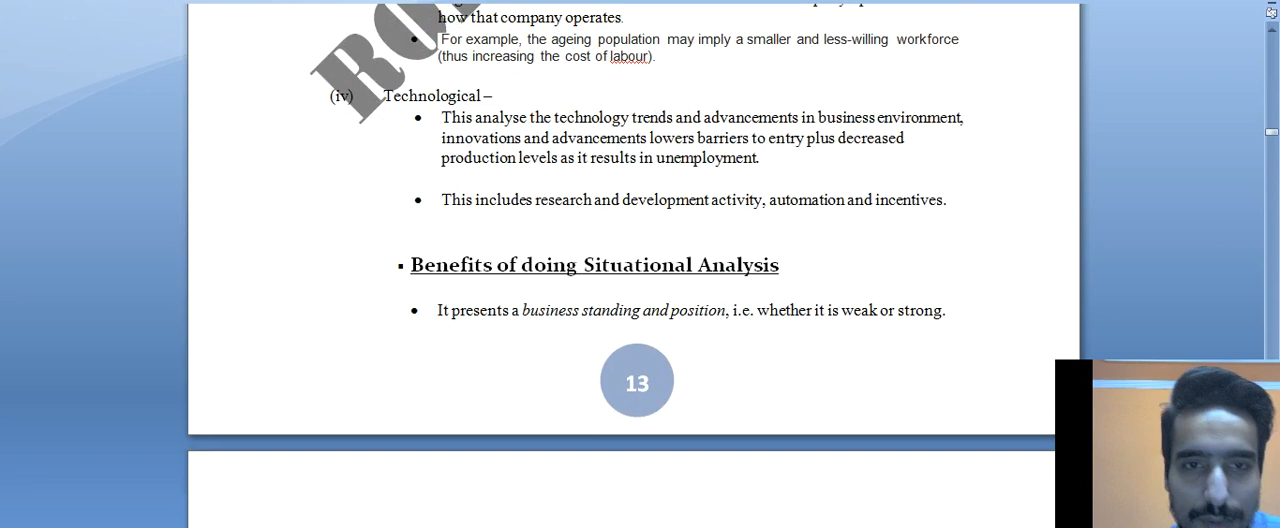 how that company operates.
• For example, the ageing population may imply a smaller and less-willing workforce
(thus increasing the cost of labour).
(iv) Technological –
• This analyse the technology trends and advancements in business environment,
innovations and advancements lowers barriers to entry plus decreased
production levels as it results in unemployment.
• This includes research and development activity, automation and incentives.
▪ Benefits of doing Situational Analysis
• It presents a business standing and position, i.e. whether it is weak or strong.
13